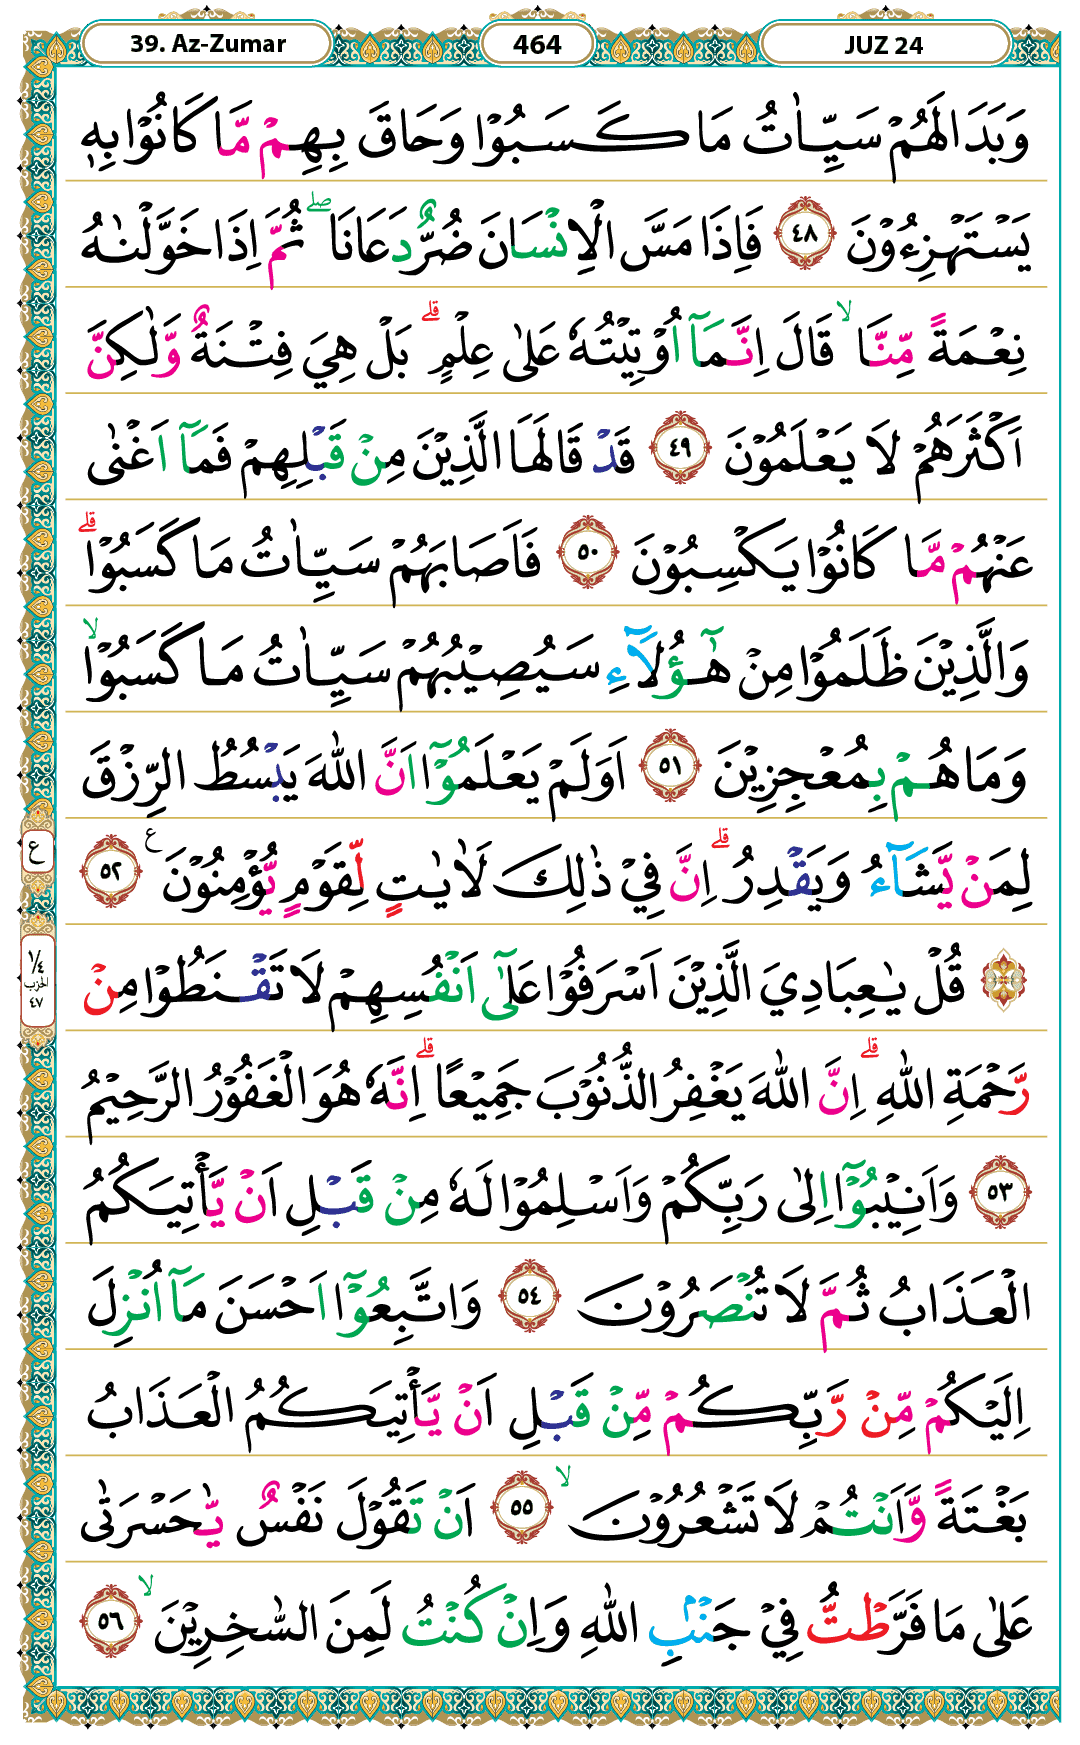 39. Az-Zumar
464
JUZ 24
وَبَدَا لَهُمْ سَيِّاٰتُ مَا كَسَبُوْا وَحَاقَ بِهِمْ مَّا كَانُوْا بِهٖ
يَسْتَهْزِءُوْنَ ٤٨ فَاِذَا مَسَّ الْاِنْسَانَ ضُرٌّ دَعَانَا ۖ ثُمَّ اِذَا خَوَّلْنٰهُ
نِعْمَةً مِّنَّا ۙ قَالَ اِنَّمَآ اُوْتِيْتُهٗ عَلٰى عِلْمٍ ۗ بَلْ هِيَ فِتْنَةٌ وَّلٰكِنَّ
اَكْثَرَهُمْ لَا يَعْلَمُوْنَ ٤٩ قَدْ قَالَهَا الَّذِيْنَ مِنْ قَبْلِهِمْ فَمَآ اَغْنٰى
عَنْهُمْ مَّا كَانُوْا يَكْسِبُوْنَ ٥٠ فَاَصَابَهُمْ سَيِّاٰتُ مَا كَسَبُوْا ۗ
وَالَّذِيْنَ ظَلَمُوْا مِنْ هٰٓؤُلَآءِ سَيُصِيْبُهُمْ سَيِّاٰتُ مَا كَسَبُوْا ۙ
وَمَا هُمْ بِمُعْجِزِيْنَ ٥١ اَوَلَمْ يَعْلَمُوْٓا اَنَّ اللّٰهَ يَبْسُطُ الرِّزْقَ
لِمَنْ يَّشَآءُ وَيَقْدِرُ ۗ اِنَّ فِيْ ذٰلِكَ لَاٰيٰتٍ لِّقَوْمٍ يُّؤْمِنُوْنَ ع ٥٢
ع
قُلْ يٰعِبَادِيَ الَّذِيْنَ اَسْرَفُوْا عَلٰٓى اَنْفُسِهِمْ لَا تَقْنَطُوْا مِنْ
١/٤
الحزب
٤٧
رَّحْمَةِ اللّٰهِ ۗ اِنَّ اللّٰهَ يَغْفِرُ الذُّنُوْبَ جَمِيْعًا ۗ اِنَّهٗ هُوَ الْغَفُوْرُ الرَّحِيْمُ
٥٣ وَاَنِيْبُوْٓا اِلٰى رَبِّكُمْ وَاَسْلِمُوْا لَهٗ مِنْ قَبْلِ اَنْ يَّأْتِيَكُمُ
الْعَذَابُ ثُمَّ لَا تُنْصَرُوْنَ ٥٤ وَاتَّبِعُوْٓا اَحْسَنَ مَآ اُنْزِلَ
اِلَيْكُمْ مِّنْ رَّبِّكُمْ مِّنْ قَبْلِ اَنْ يَّأْتِيَكُمُ الْعَذَابُ
بَغْتَةً وَّاَنْتُمْ لَا تَشْعُرُوْنَ ۙ ٥٥ اَنْ تَقُوْلَ نَفْسٌ يّٰحَسْرَتٰى
عَلٰى مَا فَرَّطْتُّ فِيْ جَنْۢبِ اللّٰهِ وَاِنْ كُنْتُ لَمِنَ السّٰخِرِيْنَ ۙ ٥٦